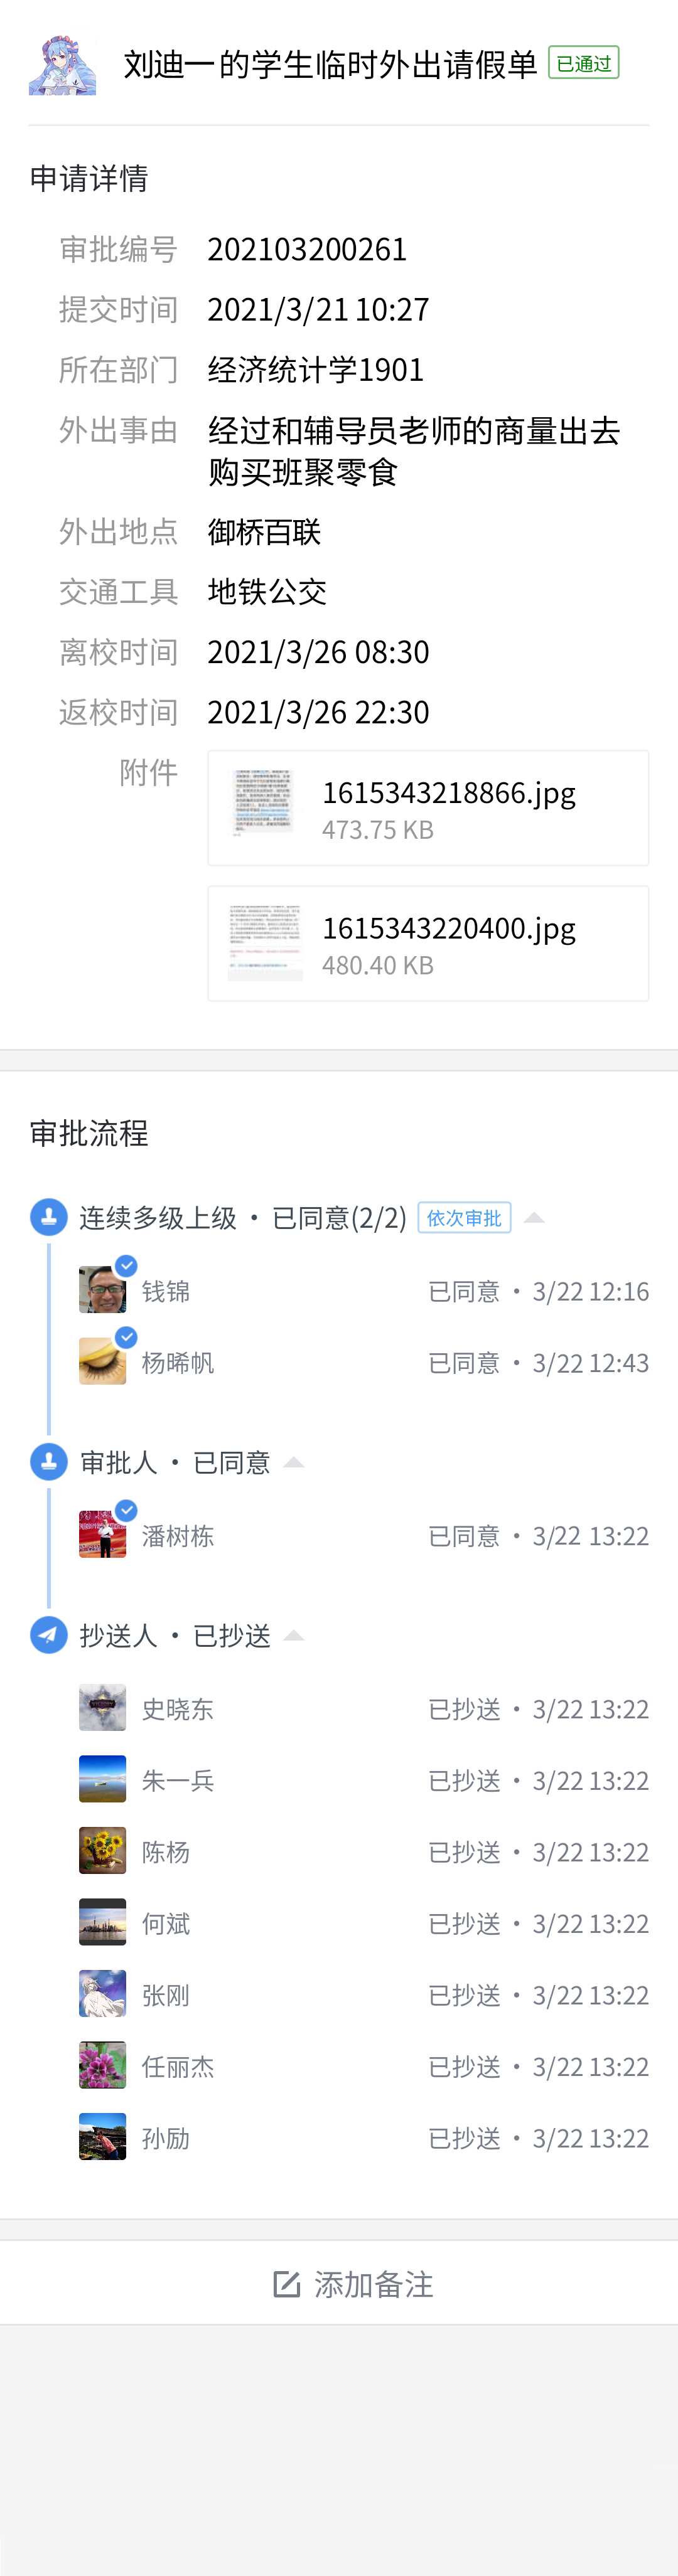 刘迪一的学生临时外出请假单 已通过
申请详情
审批编号 202103200261
提交时间 2021/3/21 10:27
所在部门 经济统计学1901
外出事由 经过和辅导员老师的商量出去
购买班聚零食
外出地点 御桥百联
交通工具 地铁公交
离校时间 2021/3/26 08:30
返校时间 2021/3/26 22:30
附件 1615343218866.jpg
473.75 KB
1615343220400.jpg
480.40 KB
审批流程
连续多级上级 · 已同意(2/2) 依次审批
钱锦 已同意 · 3/22 12:16
杨晞帆 已同意 · 3/22 12:43
审批人 · 已同意
潘树栋 已同意 · 3/22 13:22
抄送人 · 已抄送
史晓东 已抄送 · 3/22 13:22
朱一兵 已抄送 · 3/22 13:22
陈杨 已抄送 · 3/22 13:22
何斌 已抄送 · 3/22 13:22
张刚 已抄送 · 3/22 13:22
任丽杰 已抄送 · 3/22 13:22
孙励 已抄送 · 3/22 13:22
添加备注